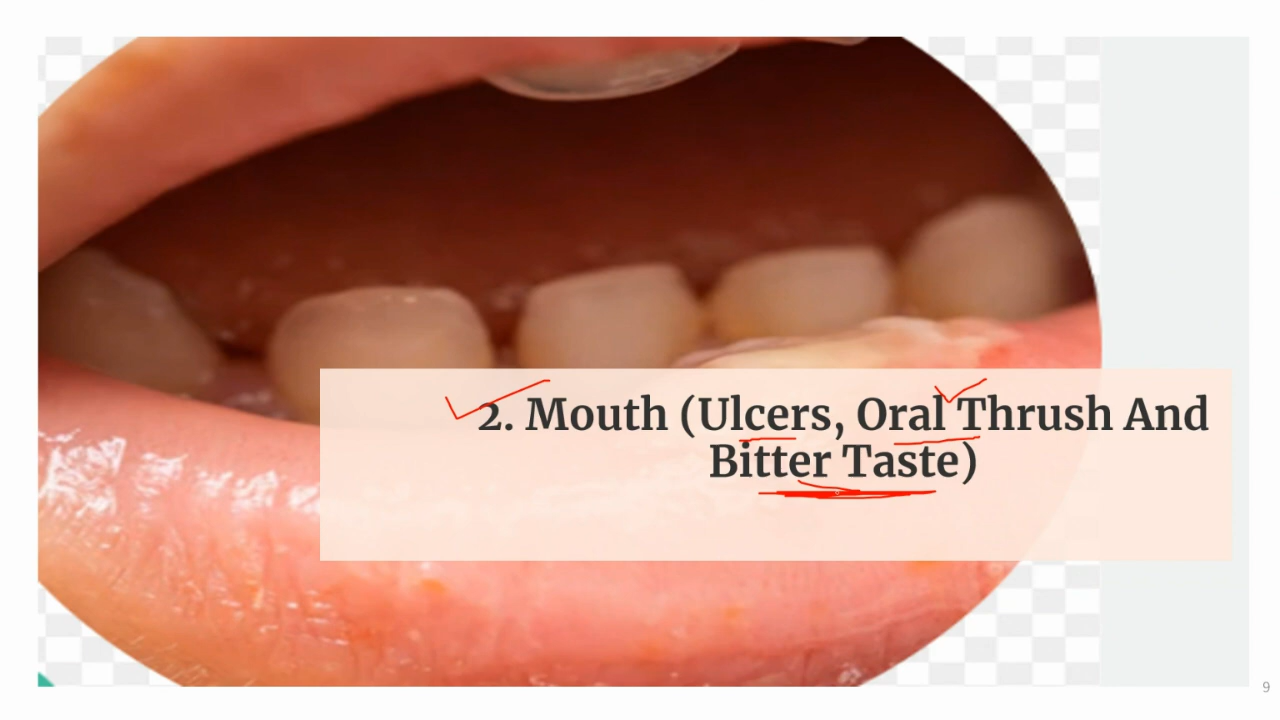 2. Mouth (Ulcers, Oral Thrush And
Bitter Taste)
9